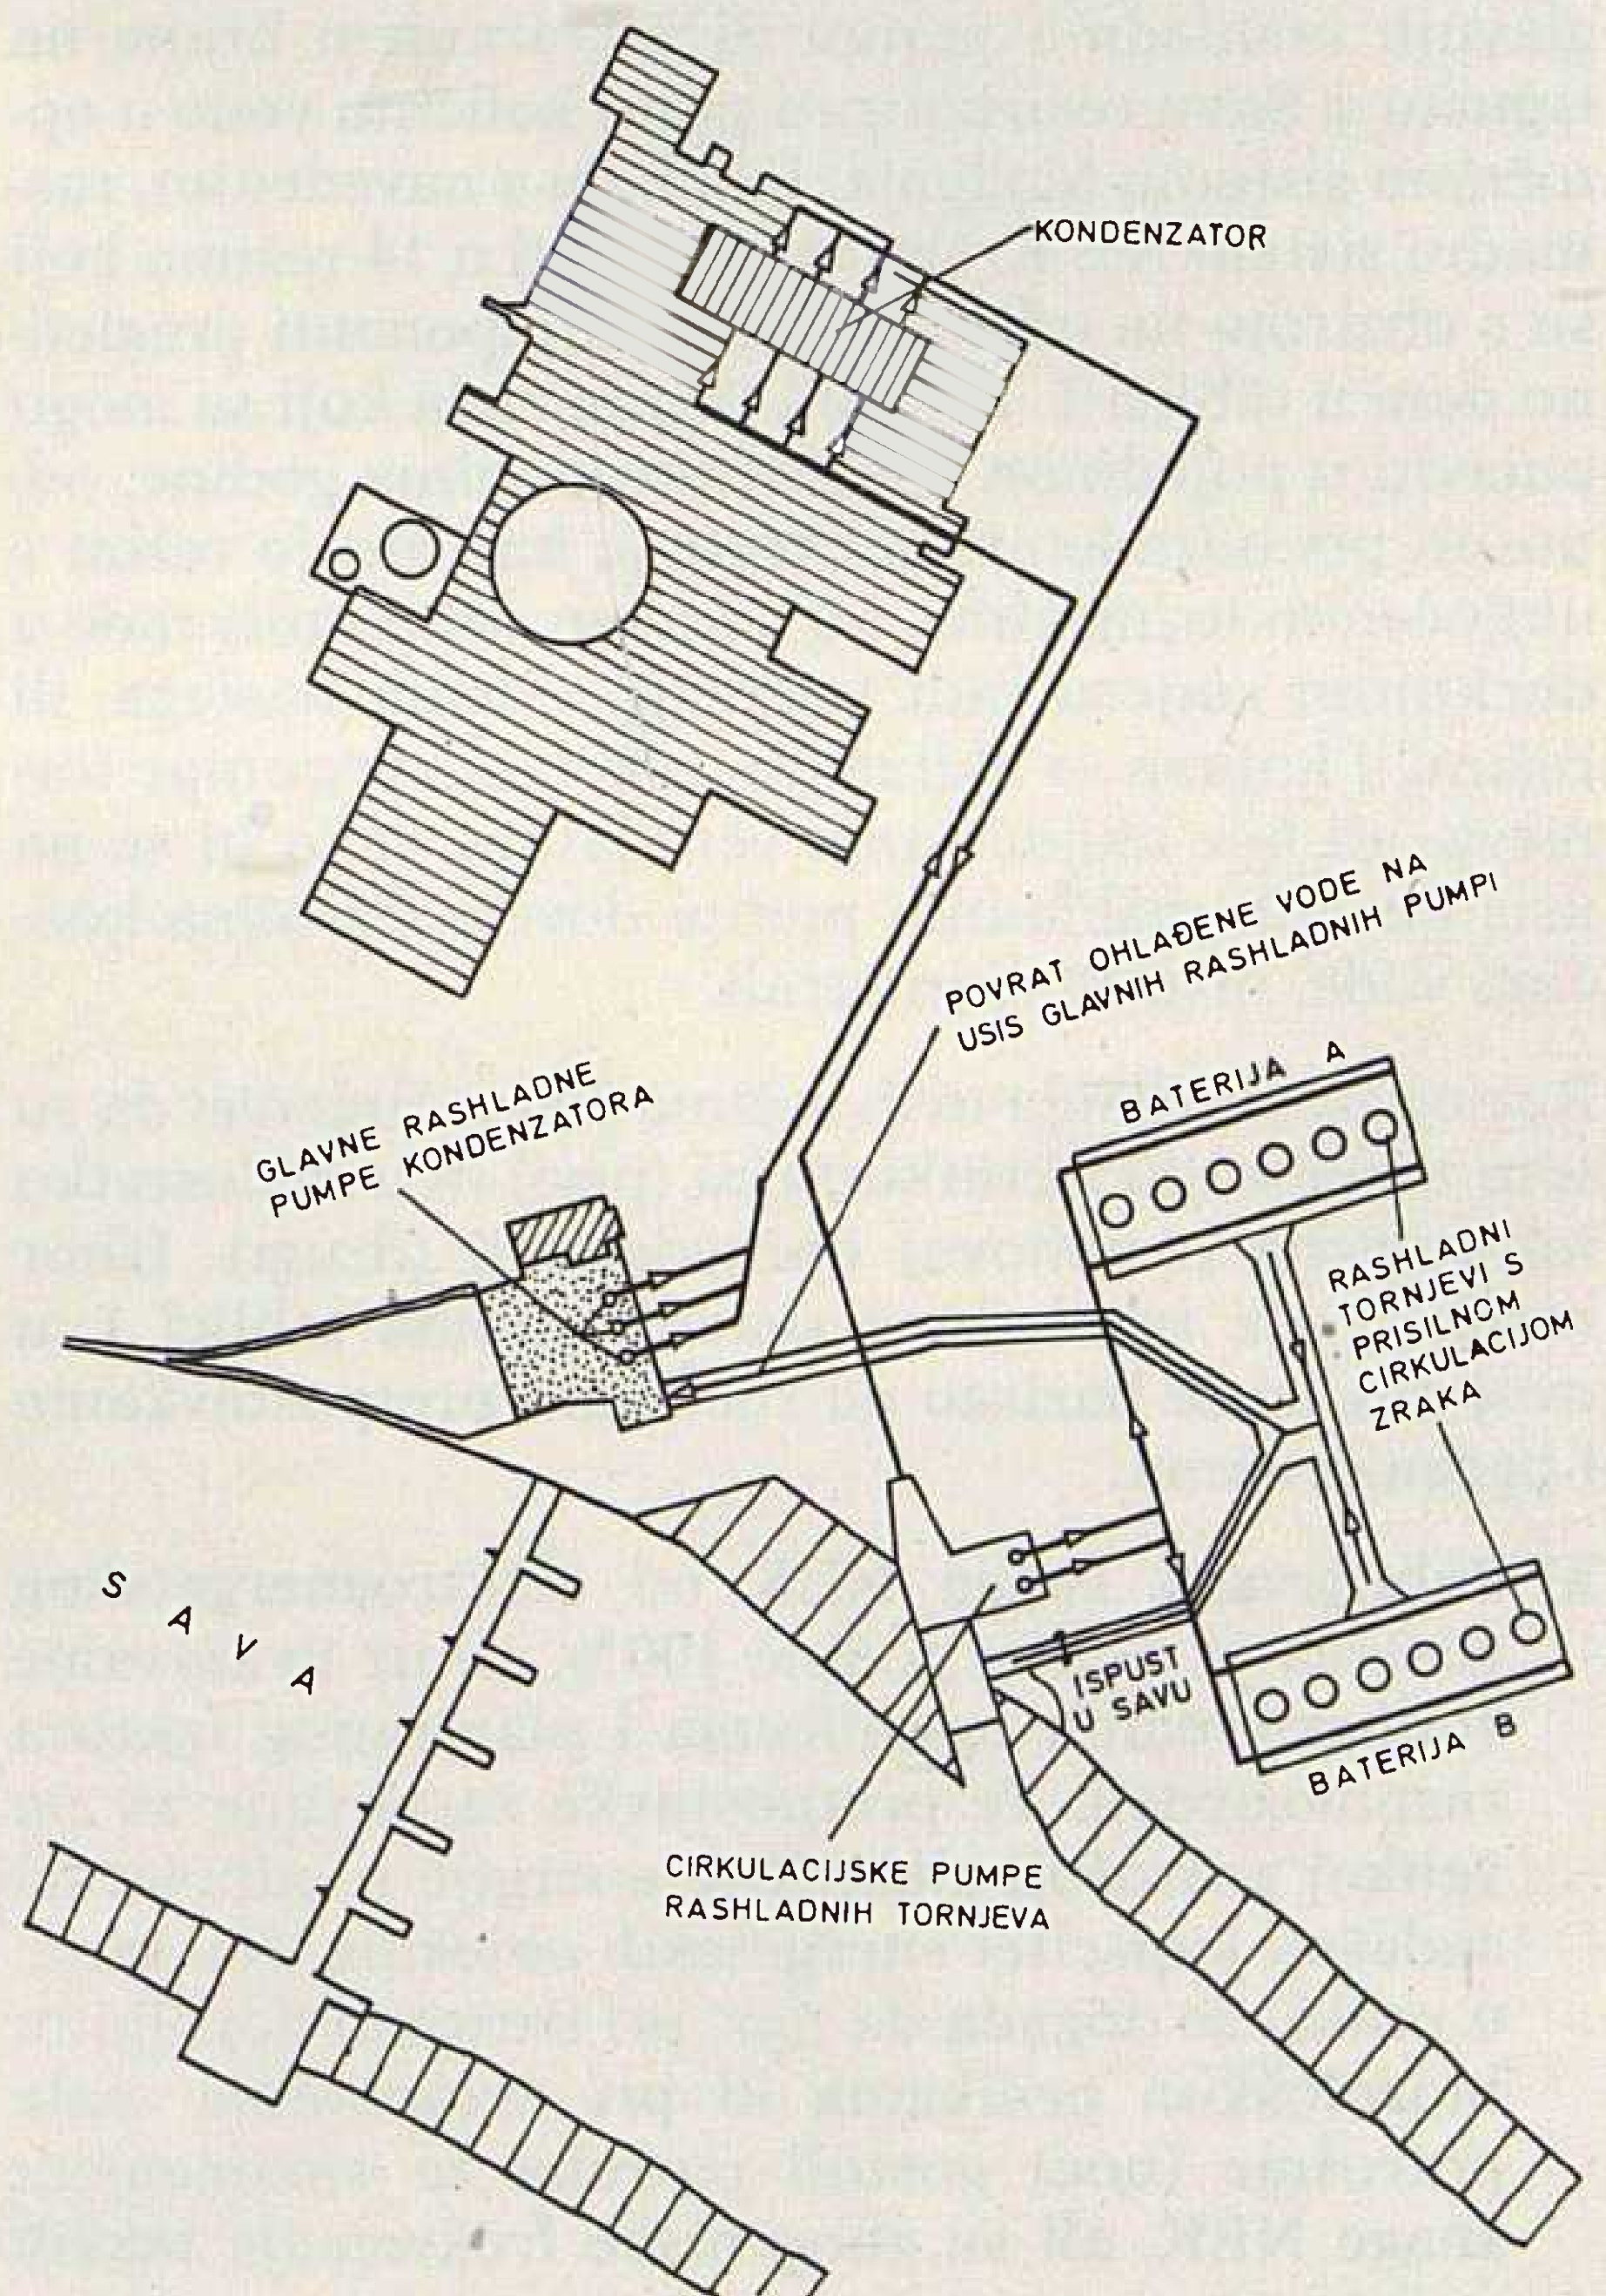 KONDENZATOR
POVRAT OHLAĐENE VODE NA
USIS GLAVNIH RASHLADNIH PUMPI
GLAVNE RASHLADNE
PUMPE KONDENZATORA
BATERIJA A
RASHLADNI
TORNJEVI S
PRISILNOM
CIRKULACIJOM
ZRAKA
SAVA
ISPUST
U SAVU
BATERIJA B
CIRKULACIJSKE PUMPE
RASHLADNIH TORNJEVA